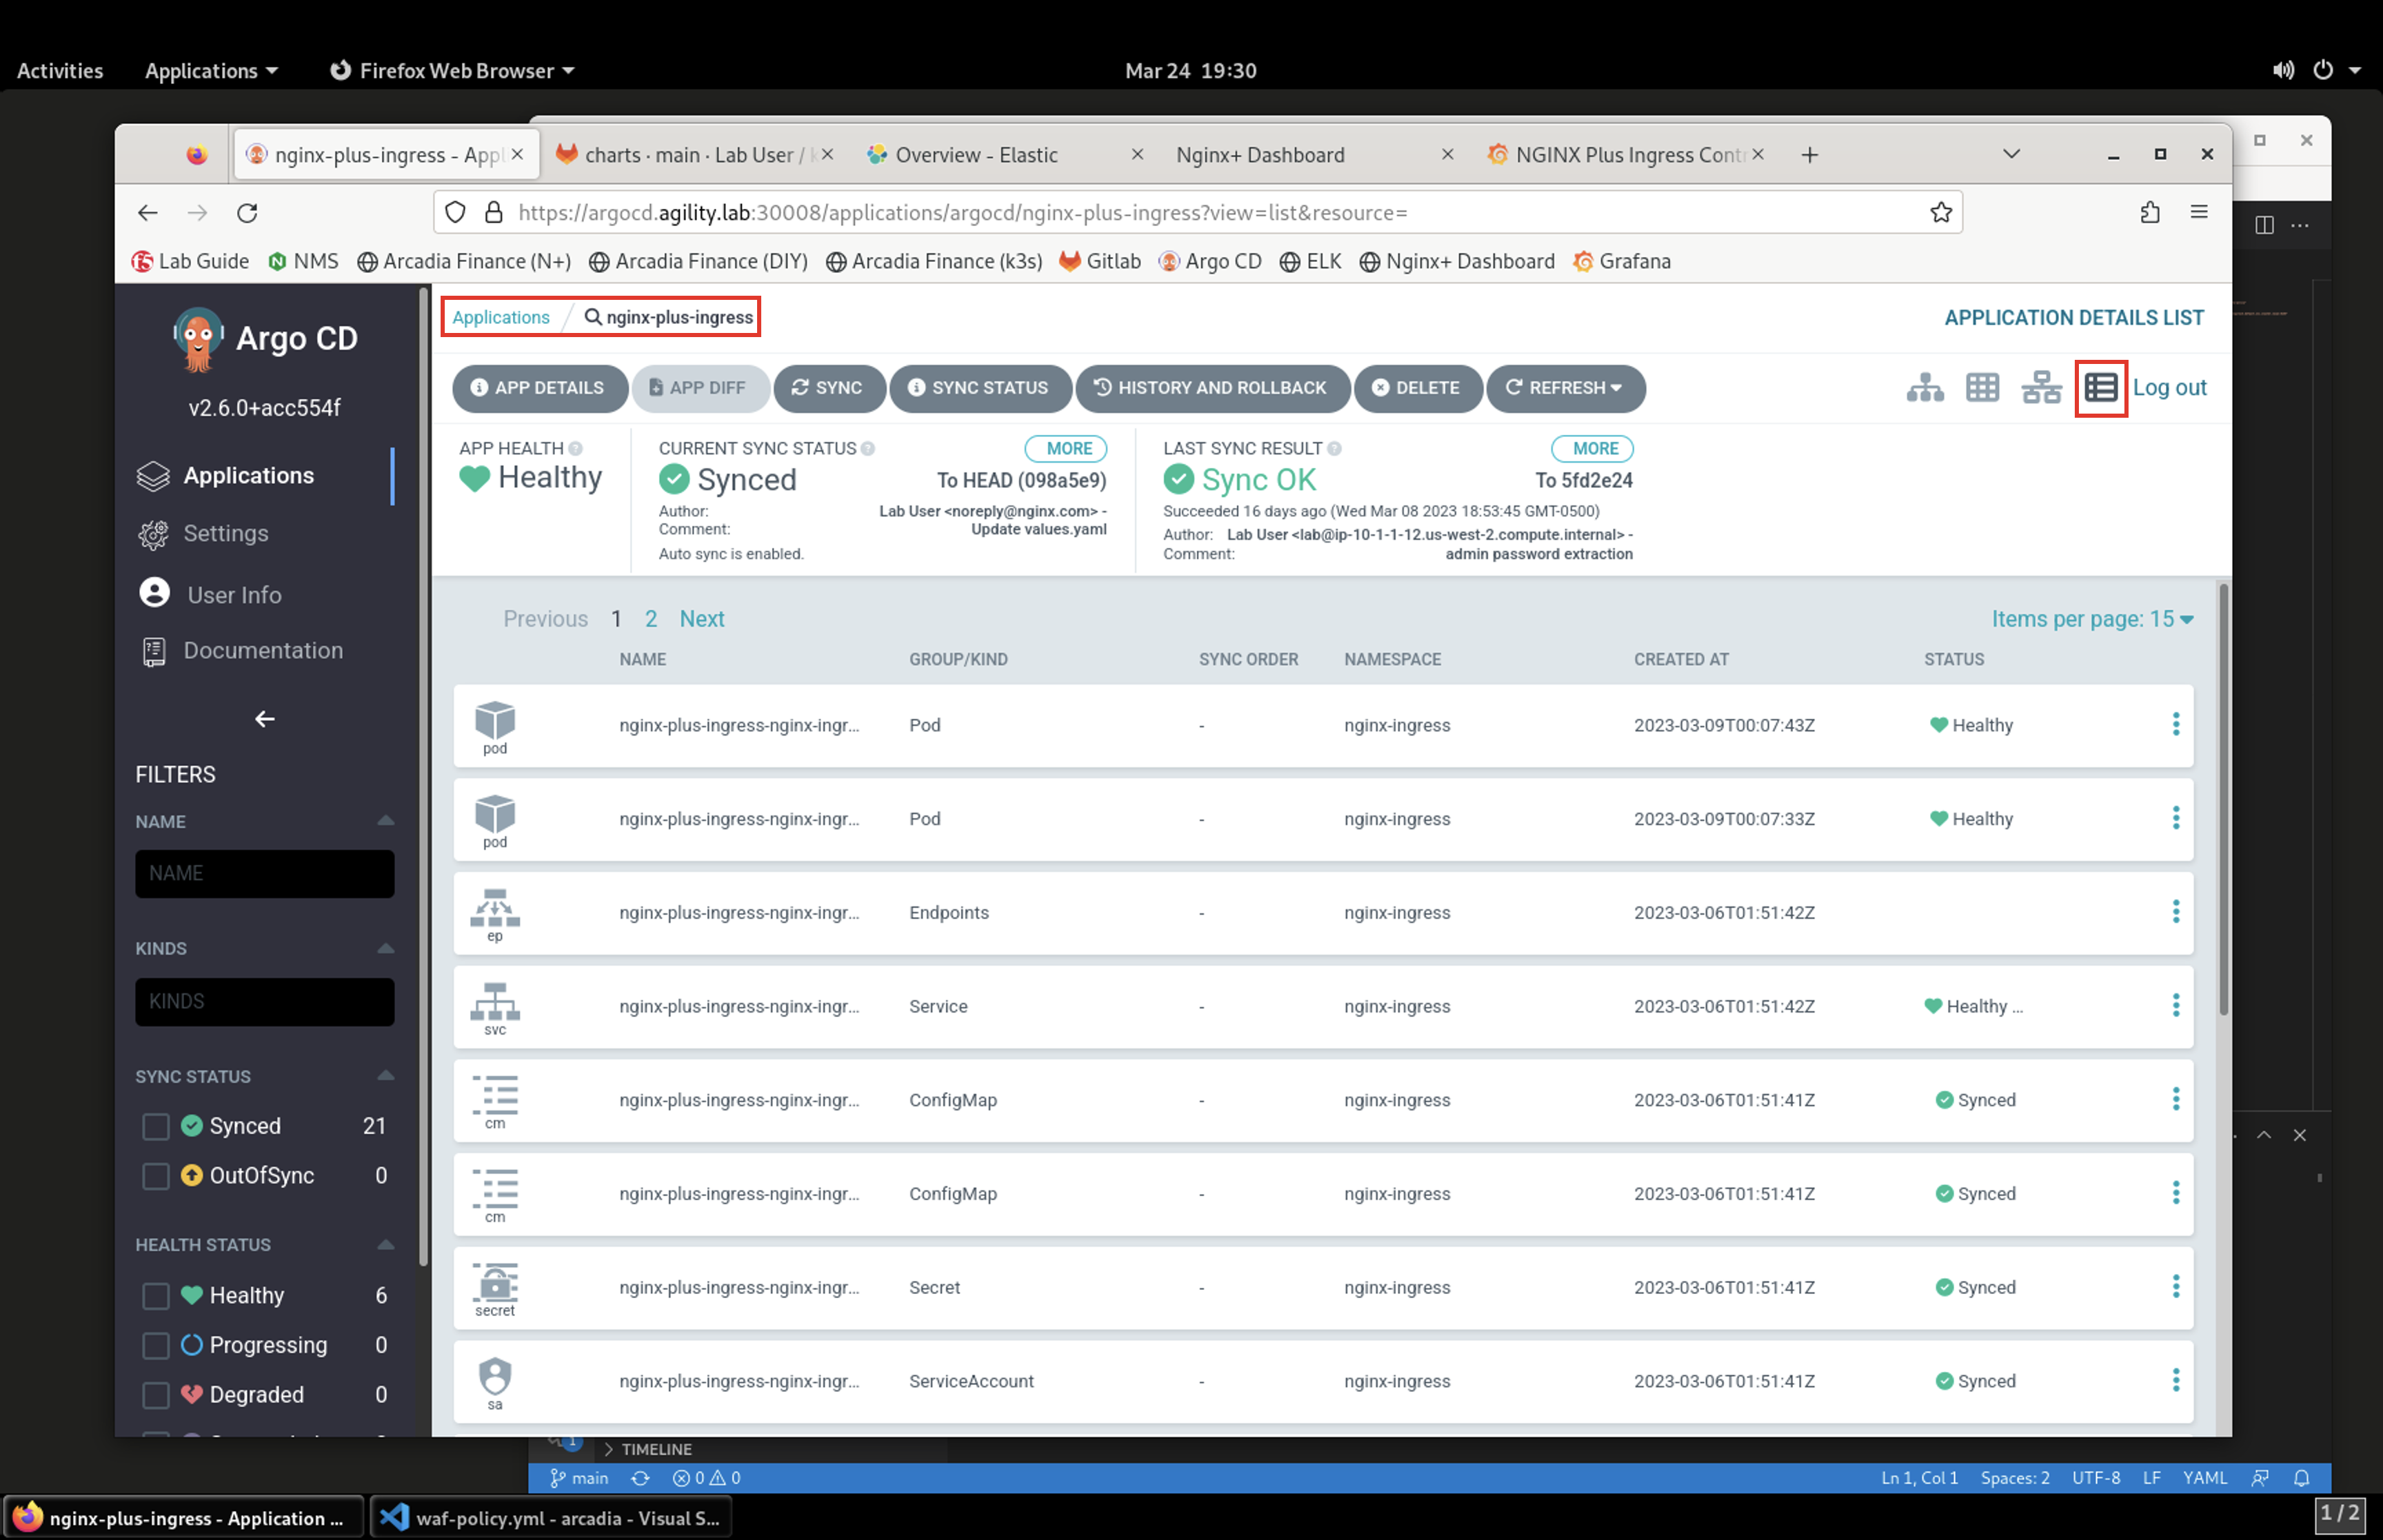 Activities Applications Firefox Web Browser Mar 24 19:30
nginx-plus-ingress - Appl charts · main · Lab User / k Overview - Elastic Nginx+ Dashboard NGINX Plus Ingress Contr
https://argocd.agility.lab:30008/applications/argocd/nginx-plus-ingress?view=list&resource=
Lab Guide NMS Arcadia Finance (N+) Arcadia Finance (DIY) Arcadia Finance (k3s) Gitlab Argo CD ELK Nginx+ Dashboard Grafana
Argo CD
v2.6.0+acc554f
Applications
Settings
User Info
Documentation
FILTERS
NAME
NAME
KINDS
KINDS
SYNC STATUS
Synced 21
OutOfSync 0
HEALTH STATUS
Healthy 6
Progressing 0
Degraded 0
Applications / nginx-plus-ingress APPLICATION DETAILS LIST
APP DETAILS APP DIFF SYNC SYNC STATUS HISTORY AND ROLLBACK DELETE REFRESH Log out
APP HEALTH
Healthy
CURRENT SYNC STATUS MORE
Synced To HEAD (098a5e9)
Author: Lab User <noreply@nginx.com> -
Comment: Update values.yaml
Auto sync is enabled.
LAST SYNC RESULT MORE
Sync OK To 5fd2e24
Succeeded 16 days ago (Wed Mar 08 2023 18:53:45 GMT-0500)
Author: Lab User <lab@ip-10-1-1-12.us-west-2.compute.internal> -
Comment: admin password extraction
Previous 1 2 Next Items per page: 15
NAME GROUP/KIND SYNC ORDER NAMESPACE CREATED AT STATUS
nginx-plus-ingress-nginx-ingr... Pod - nginx-ingress 2023-03-09T00:07:43Z Healthy
pod
nginx-plus-ingress-nginx-ingr... Pod - nginx-ingress 2023-03-09T00:07:33Z Healthy
pod
nginx-plus-ingress-nginx-ingr... Endpoints - nginx-ingress 2023-03-06T01:51:42Z
ep
nginx-plus-ingress-nginx-ingr... Service - nginx-ingress 2023-03-06T01:51:42Z Healthy ...
svc
nginx-plus-ingress-nginx-ingr... ConfigMap - nginx-ingress 2023-03-06T01:51:41Z Synced
cm
nginx-plus-ingress-nginx-ingr... ConfigMap - nginx-ingress 2023-03-06T01:51:41Z Synced
cm
nginx-plus-ingress-nginx-ingr... Secret - nginx-ingress 2023-03-06T01:51:41Z Synced
secret
nginx-plus-ingress-nginx-ingr... ServiceAccount - nginx-ingress 2023-03-06T01:51:41Z Synced
sa
1 TIMELINE
main 0 0 Ln 1, Col 1 Spaces: 2 UTF-8 LF YAML
nginx-plus-ingress - Application ... waf-policy.yml - arcadia - Visual S... 1 / 2